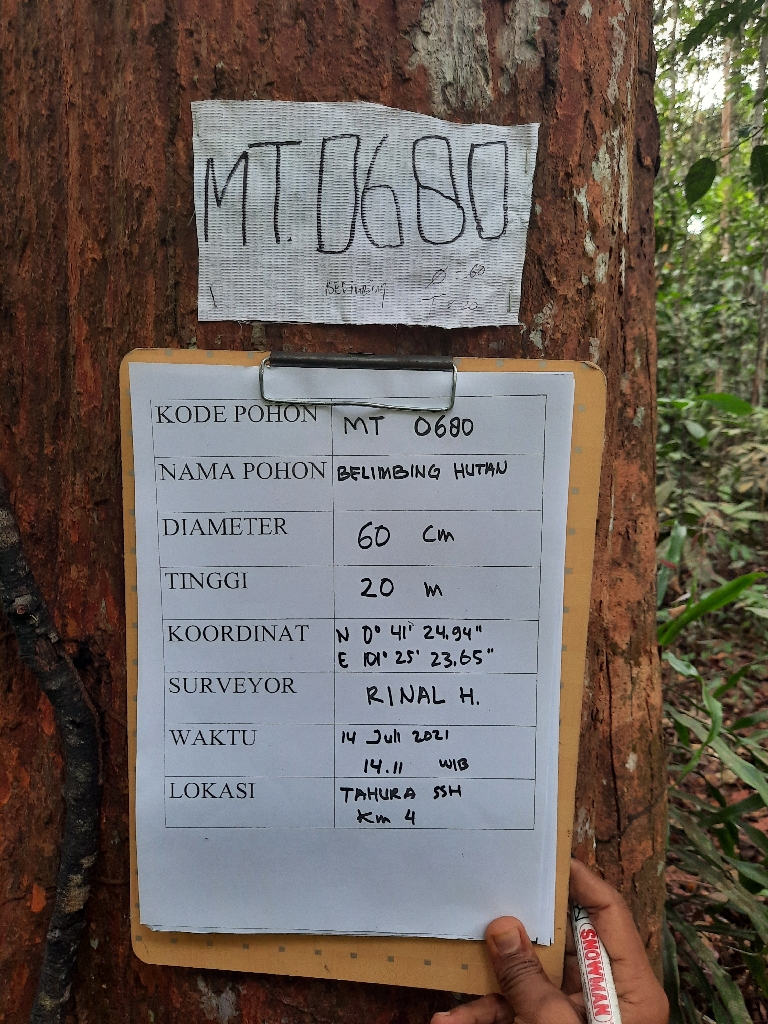 MT. 0680
BELIMBING
Ø = 60
T = 20
KODE POHON MT 0680
NAMA POHON BELIMBING HUTAN
DIAMETER 60 Cm
TINGGI 20 m
KOORDINAT N 0° 41' 24.94"
E 101° 25' 23.65"
SURVEYOR RINAL H.
WAKTU 14 Juli 2021
14.11 WIB
LOKASI TAHURA SSH
Km 4
SNOWMAN